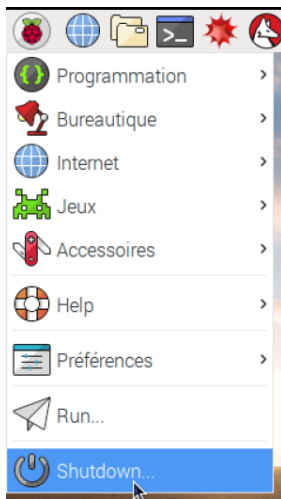 Programmation
Bureautique
Internet
Jeux
Accessoires
Help
Préférences
Run...
Shutdown...